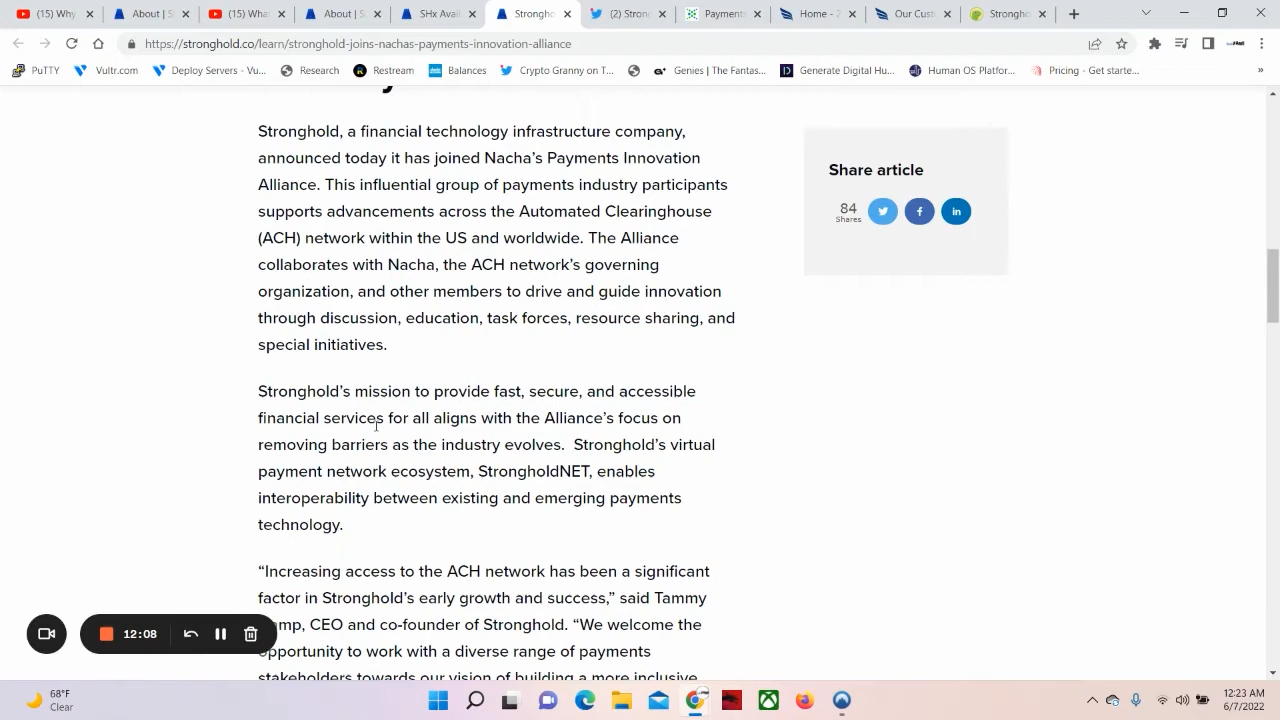 (15) Why
About | S
(15) Wha
About | S
SHx Avail
Strongho
(2) Stron
Payments
Home - 2
Our Cust
Strongho
https://stronghold.co/learn/stronghold-joins-nachas-payments-innovation-alliance
PuTTY
Vultr.com
Deploy Servers - Vu...
Research
Restream
Balances
Crypto Granny on T...
Genies | The Fantas...
Generate Digital Hu...
Human OS Platfor...
Pricing - Get starte...
»
Stronghold, a financial technology infrastructure company,
announced today it has joined Nacha’s Payments Innovation
Alliance. This influential group of payments industry participants
supports advancements across the Automated Clearinghouse
(ACH) network within the US and worldwide. The Alliance
collaborates with Nacha, the ACH network’s governing
organization, and other members to drive and guide innovation
through discussion, education, task forces, resource sharing, and
special initiatives.
Share article
84
Shares
Stronghold’s mission to provide fast, secure, and accessible
financial services for all aligns with the Alliance’s focus on
removing barriers as the industry evolves.  Stronghold’s virtual
payment network ecosystem, StrongholdNET, enables
interoperability between existing and emerging payments
technology.
“Increasing access to the ACH network has been a significant
factor in Stronghold’s early growth and success,” said Tammy
mp, CEO and co-founder of Stronghold. “We welcome the
opportunity to work with a diverse range of payments
stakeholders towards our vision of building a more inclusive
12:08
68°F
Clear
12:23 AM
6/7/2022